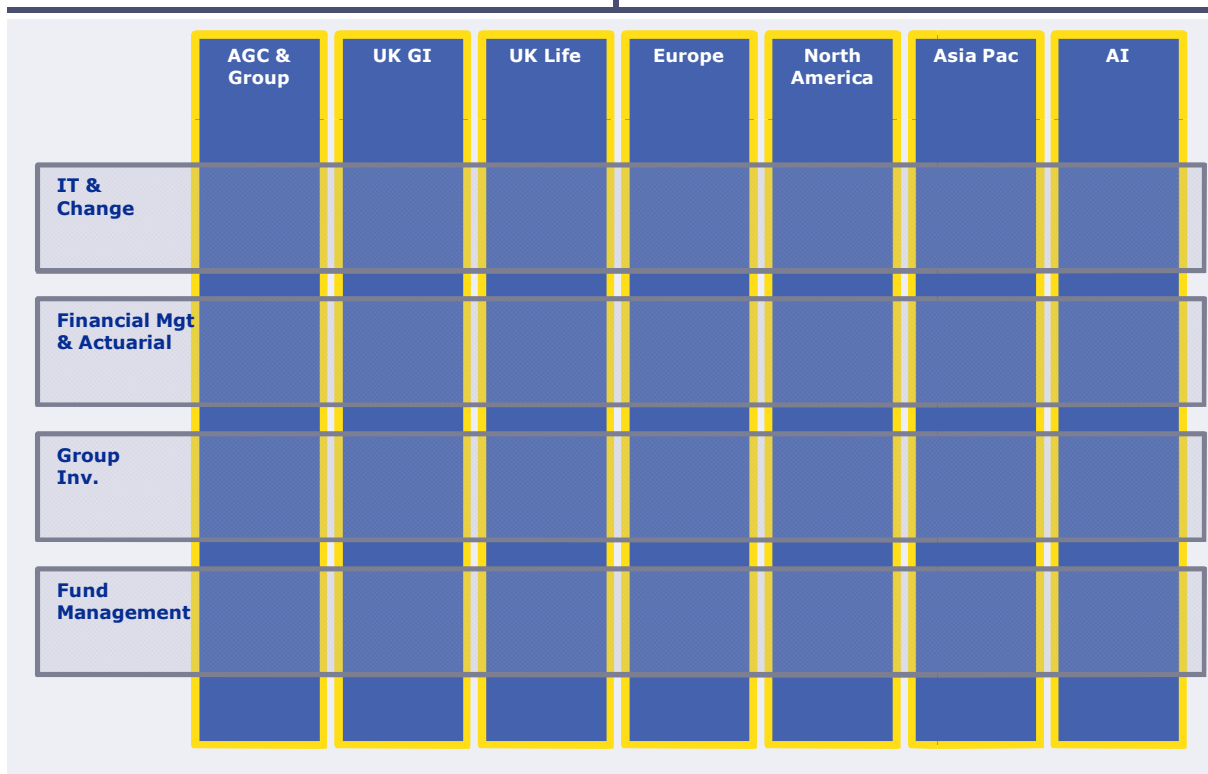 AGC &
Group
UK GI
UK Life
Europe
North
America
Asia Pac
AI
IT &
Change
Financial Mgt
& Actuarial
Group
Inv.
Fund
Management